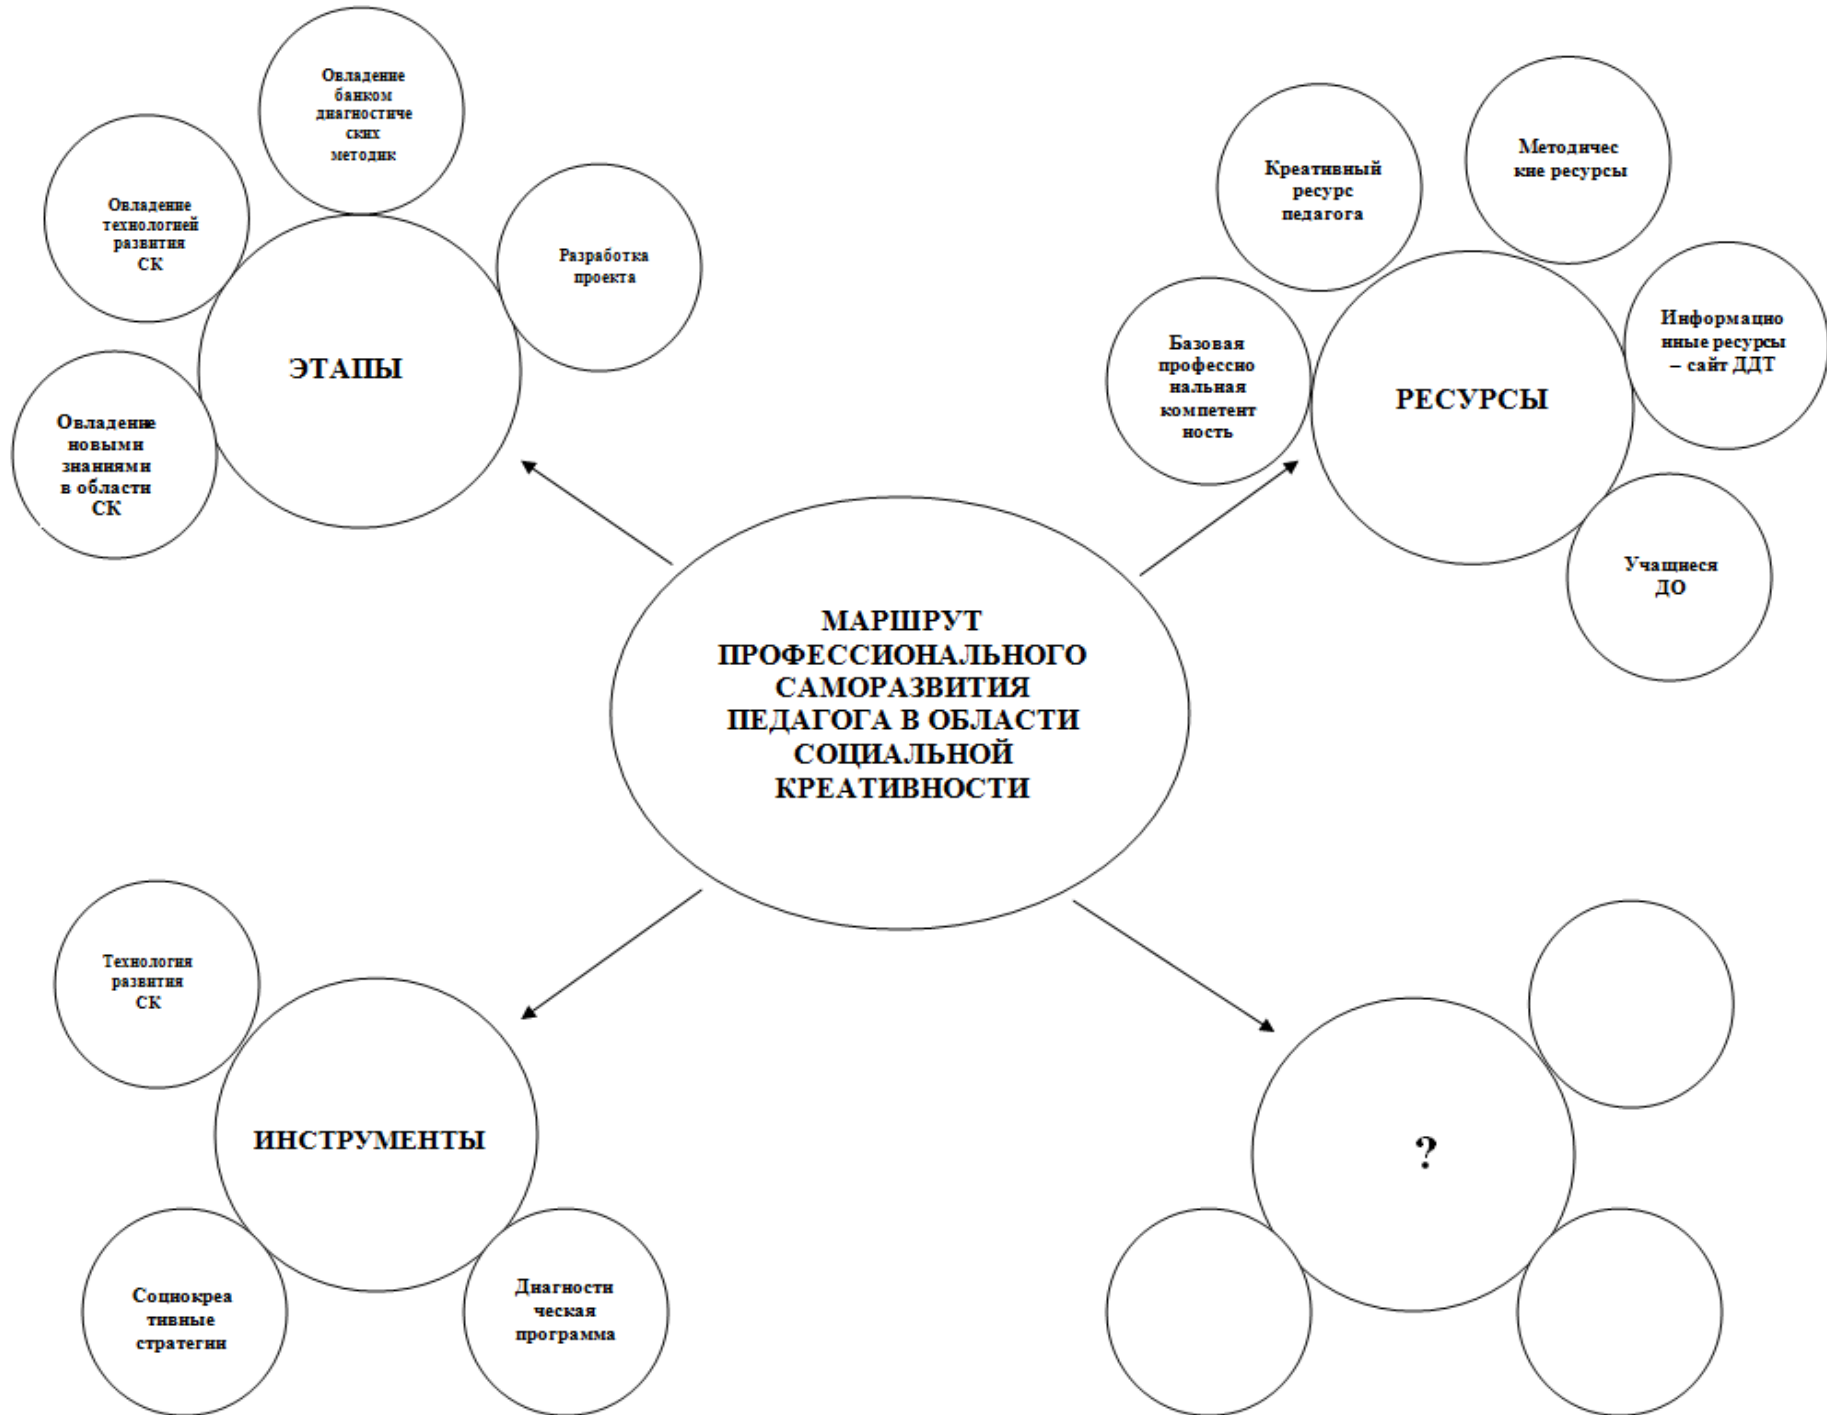 Овладение
банком
диагностиче
ских
методик
Овладение
технологией
развития
СК
Разработка
проекта
ЭТАПЫ
Овладение
новыми
знаниями
в области
СК
Креативный
ресурс
педагога
Методичес
кие ресурсы
Базовая
профессио
нальная
компетент
ность
Информацио
нные ресурсы
– сайт ДДТ
РЕСУРСЫ
Учащиеся
ДО
МАРШРУТ
ПРОФЕССИОНАЛЬНОГО
САМОРАЗВИТИЯ
ПЕДАГОГА В ОБЛАСТИ
СОЦИАЛЬНОЙ
КРЕАТИВНОСТИ
Технология
развития
СК
ИНСТРУМЕНТЫ
Социокреа
тивные
стратегии
Диагности
ческая
программа
?